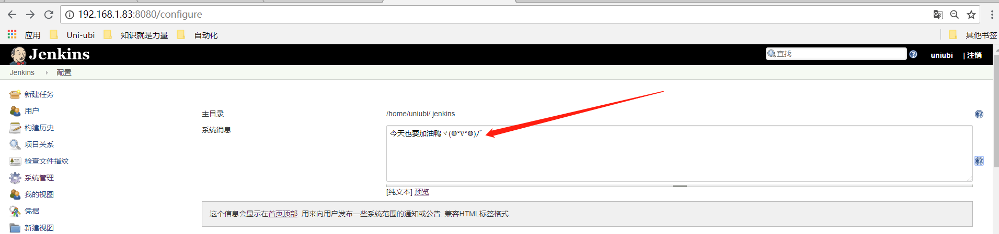 192.168.1.83:8080/configure
应用 Uni-ubi 知识就是力量 自动化 其他书签
Jenkins 查找 uniubi | 注销
Jenkins 配置
新建任务
用户
构建历史
项目关系
检查文件指纹
系统管理
我的视图
凭据
新建视图
主目录 /home/uniubi/.jenkins
系统消息 今天也要加油鸭ヾ(◍°∇°◍)ﾉﾞ
[纯文本] 预览
这个信息会显示在首页顶部. 用来向用户发布一些系统范围的通知或公告. 兼容HTML标签格式.